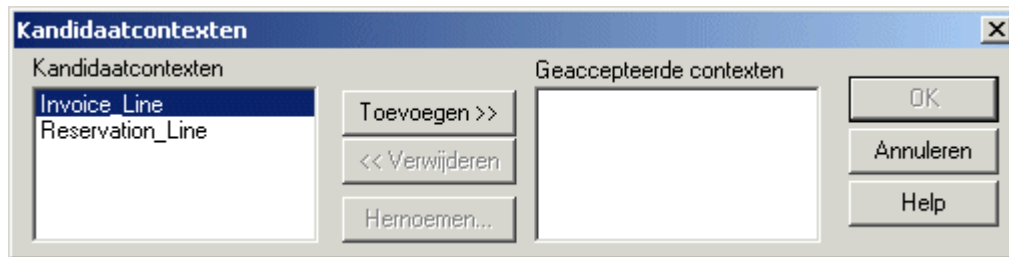 Kandidaatcontexten
Kandidaatcontexten
Invoice_Line
Reservation_Line
Toevoegen >>
<< Verwijderen
Hernoemen...
Geaccepteerde contexten
OK
Annuleren
Help